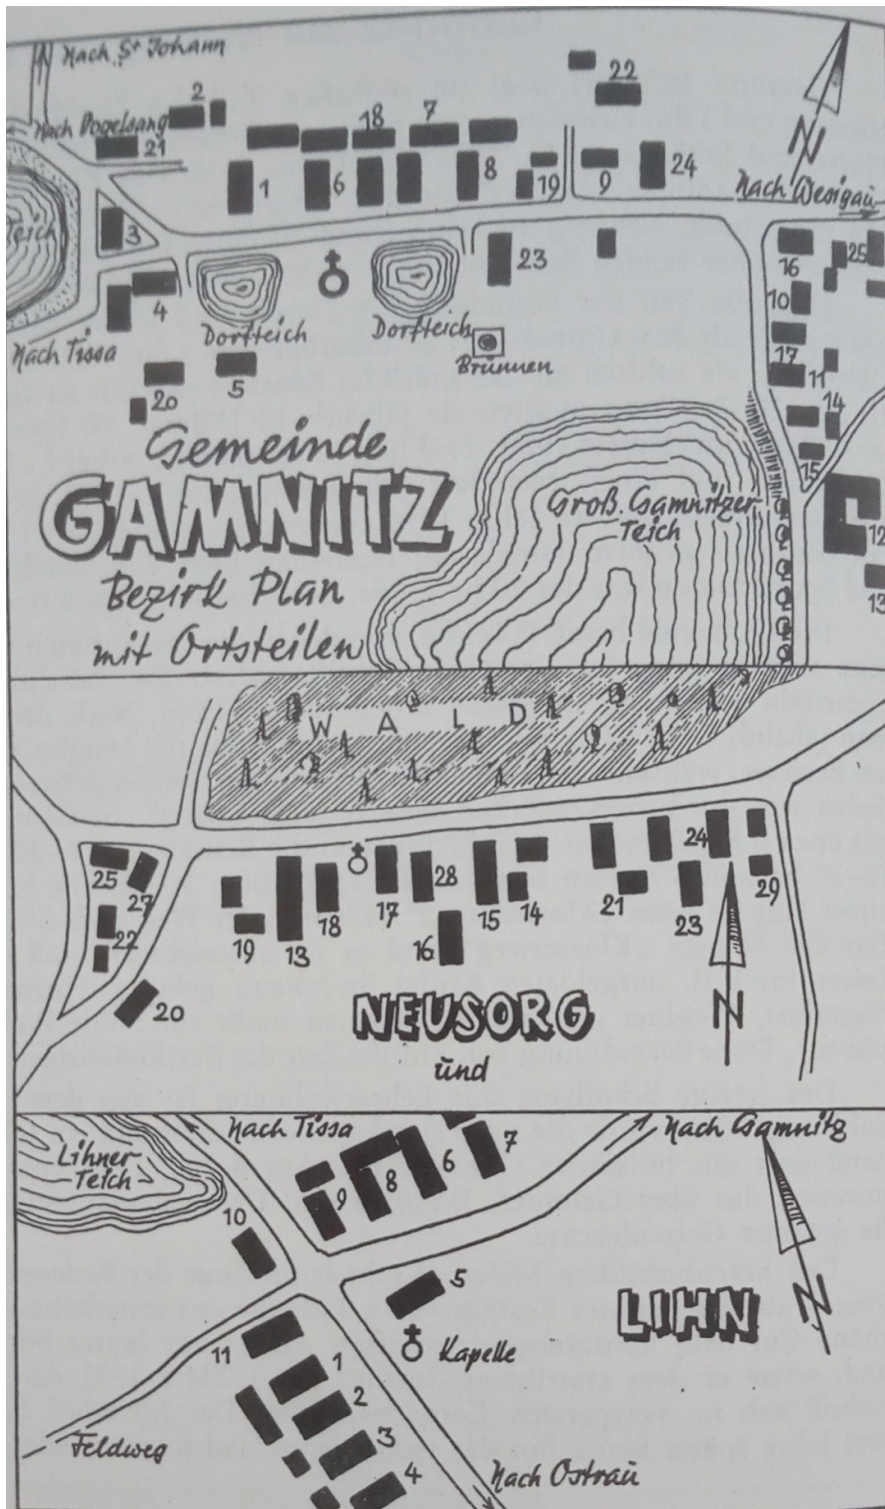 Nach St Johann
Nach Vogelsang
2
21
22
18
7
1
6
8
19
9
24
N
Nach Wesigau
Teich
3
4
Dorfteich
Dorfteich
23
16
25
10
17
11
14
15
Nach Tissa
20
5
Brunnen
Gemeinde
GAMNITZ
Bezirk Plan
mit Ortsteilen
Groß. Gamnitzer
Teich
12
13
WALD
25
27
22
20
19
13
18
17
28
16
15
14
21
24
23
29
N
NEUSORG
und
Nach Tissa
Nach Gamnitz
Lihner-
Teich
10
9
8
6
7
5
Kapelle
LIHN
N
11
1
2
3
4
Feldweg
Nach Ostrau